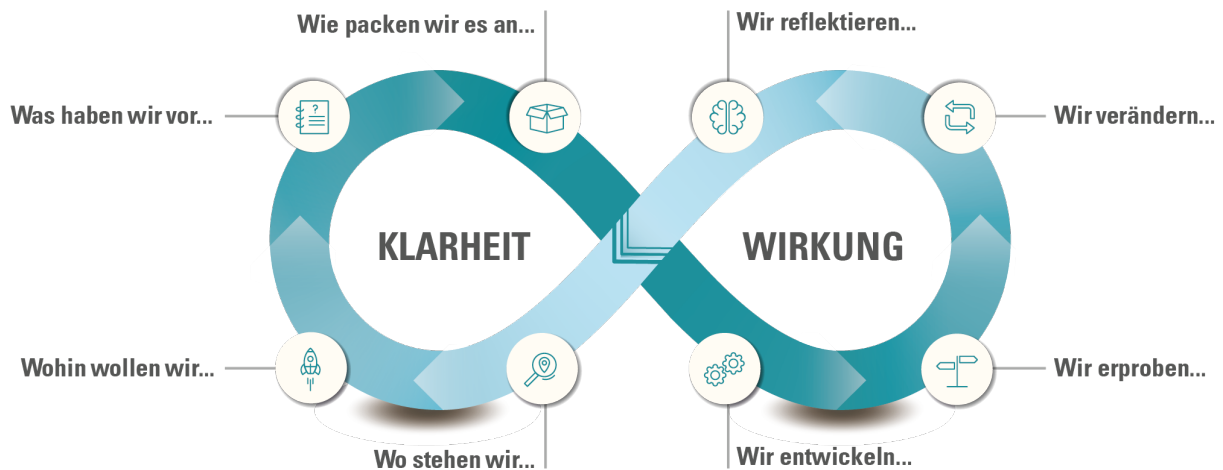 Wie packen wir es an...
Wir reflektieren...
Was haben wir vor...
?
Wir verändern...
KLARHEIT
WIRKUNG
Wohin wollen wir...
Wir erproben...
Wo stehen wir...
Wir entwickeln...